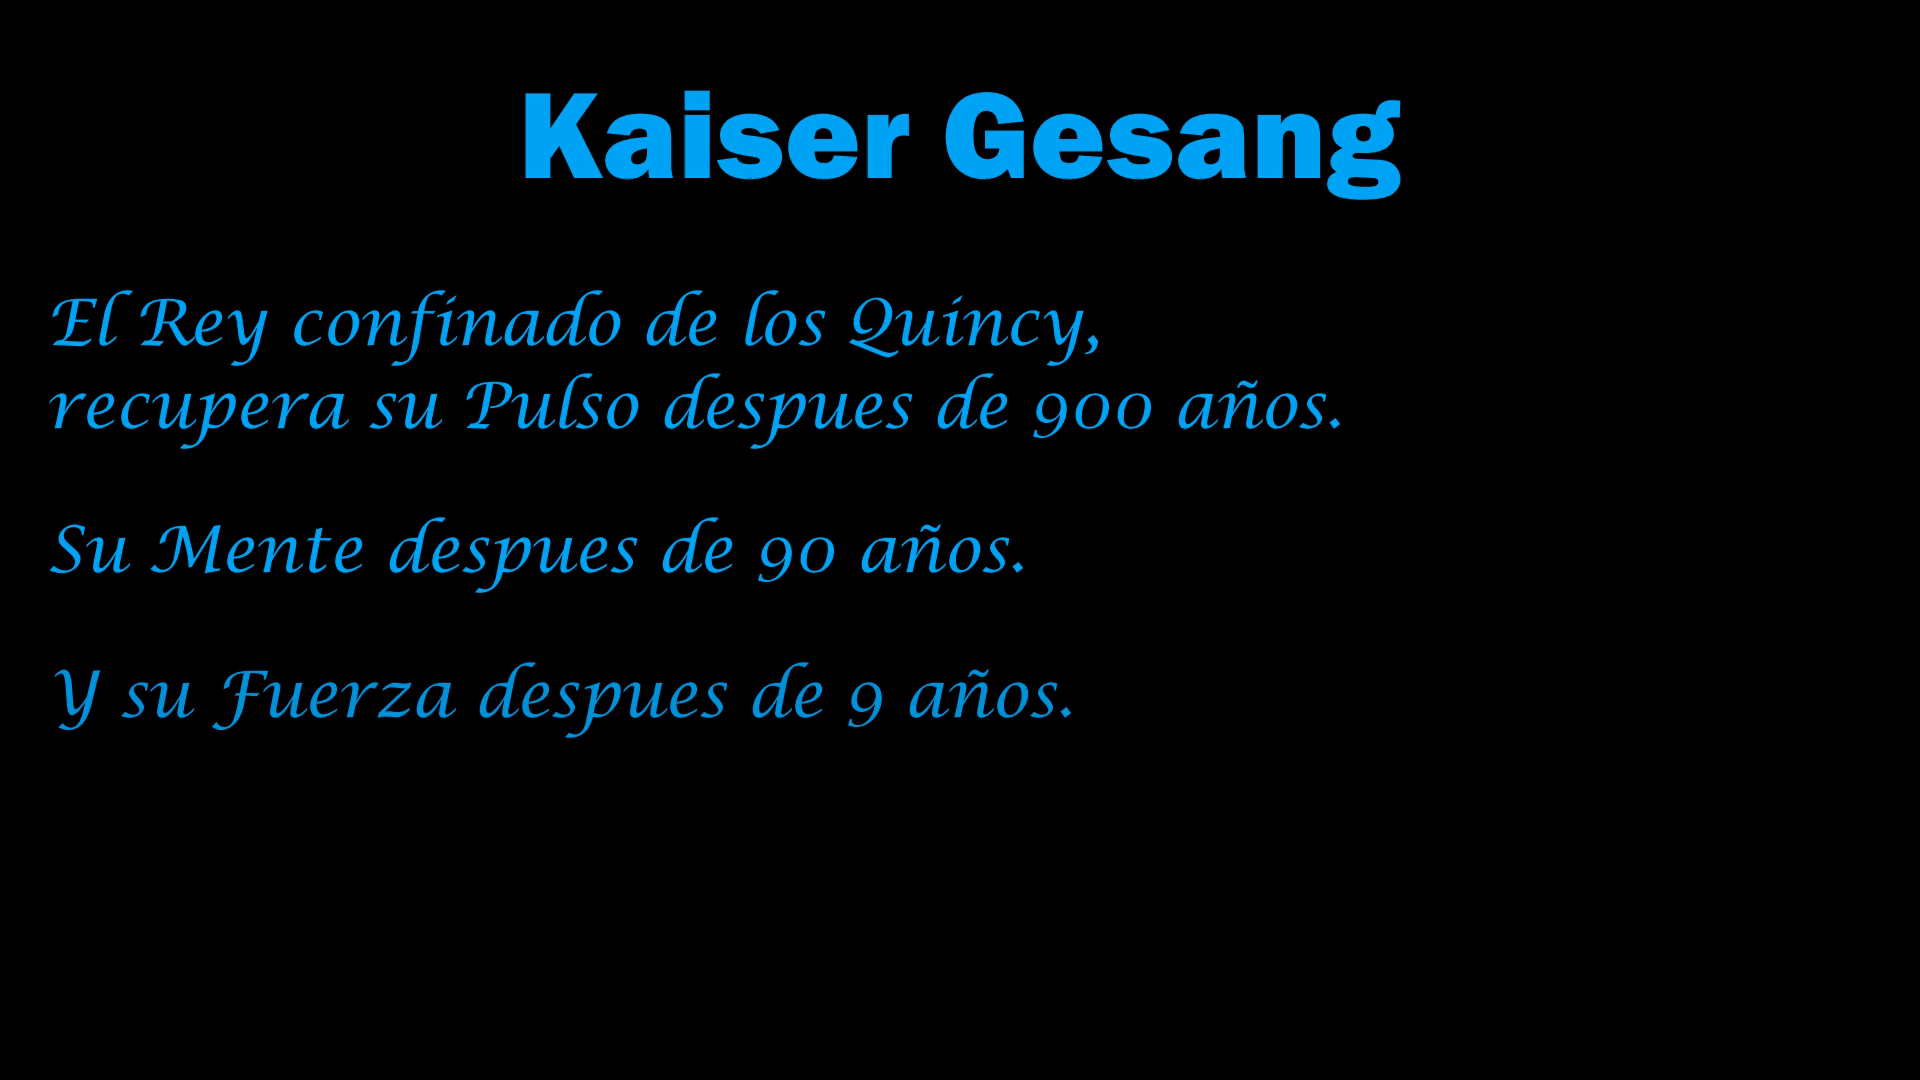 Kaiser Gesang
El Rey confinado de los Quincy,
recupera su Pulso despues de 900 años.
Su Mente despues de 90 años.
Y su Fuerza despues de 9 años.